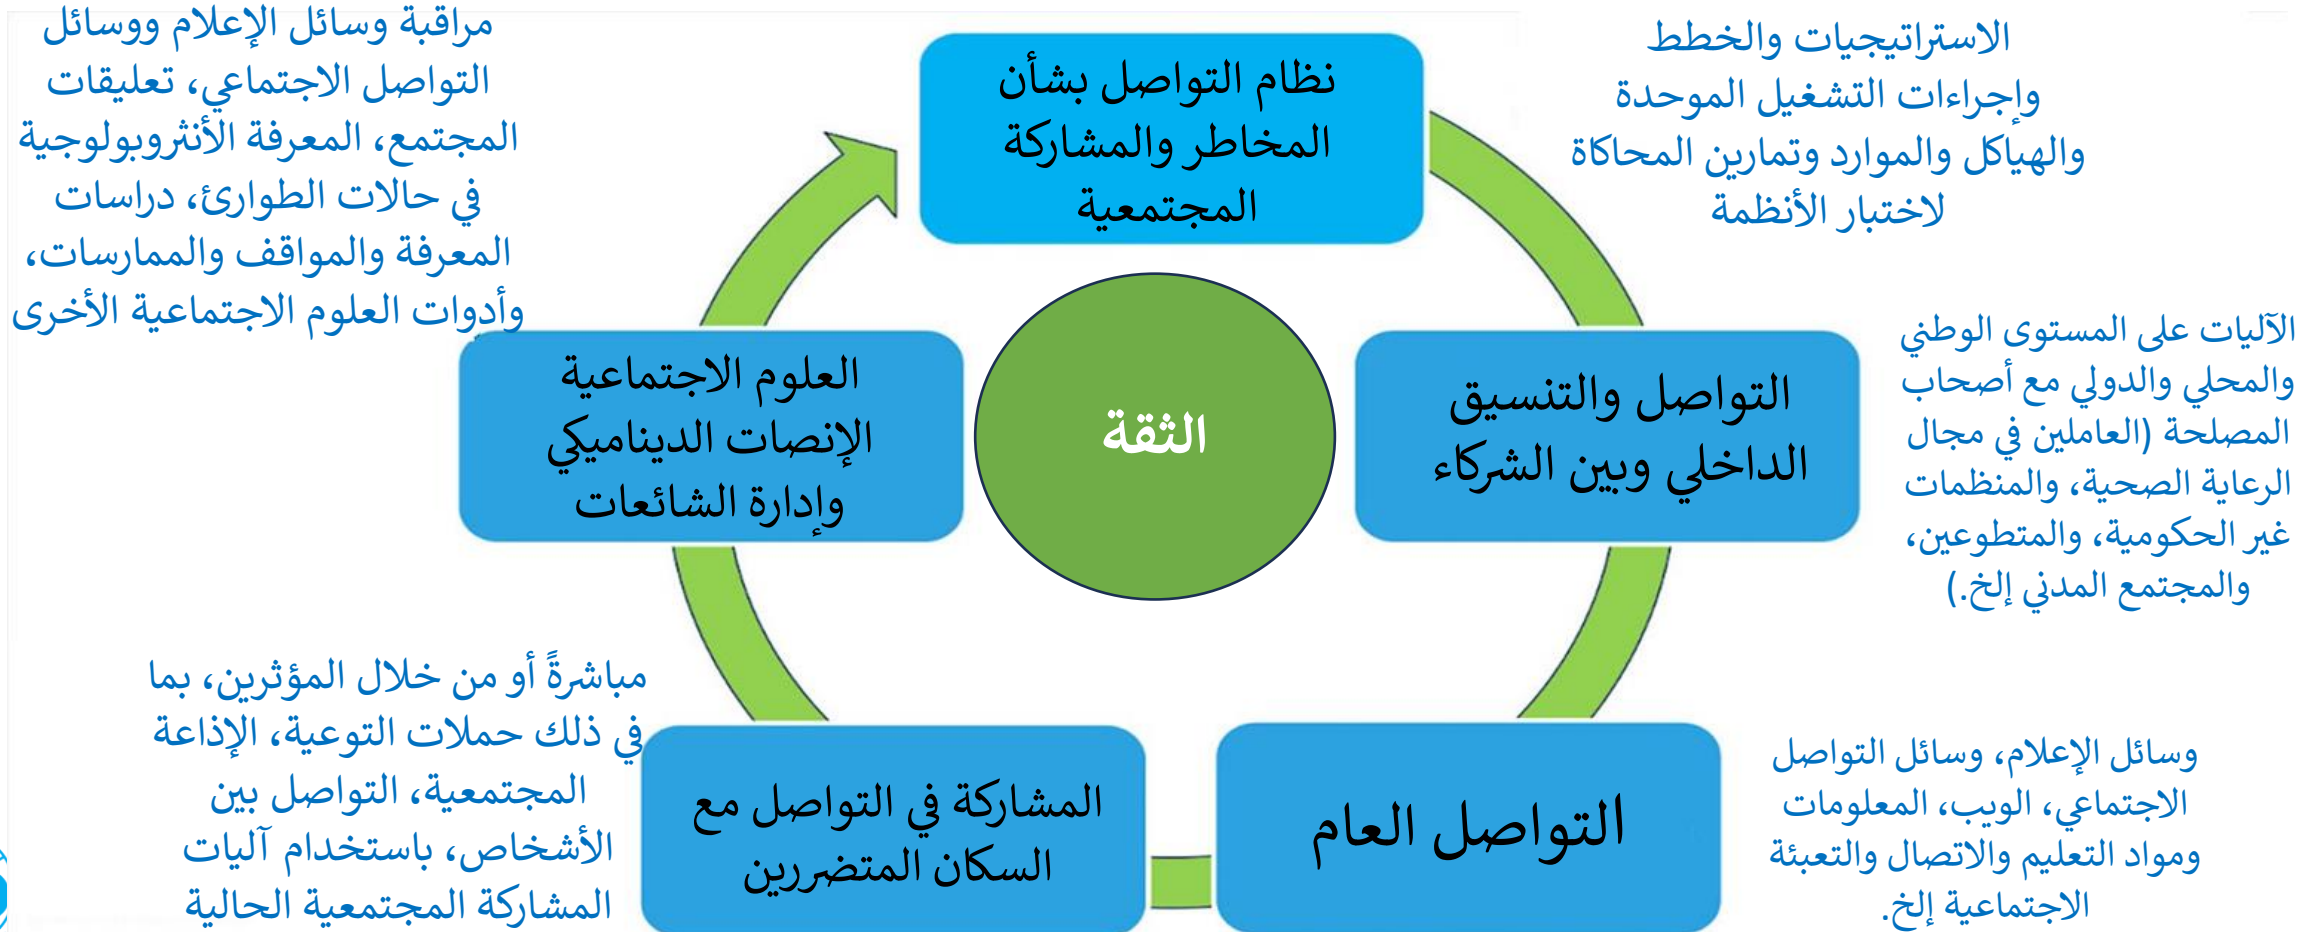 نظام التواصل بشأن
المخاطر والمشاركة
المجتمعية
الاستراتيجيات والخطط
وإجراءات التشغيل الموحدة
والهياكل والموارد وتمارين المحاكاة
لاختبار الأنظمة
التواصل والتنسيق
الداخلي وبين الشركاء
الآليات على المستوى الوطني
والمحلي والدولي مع أصحاب
المصلحة (العاملين في مجال
الرعاية الصحية، والمنظمات
غير الحكومية، والمتطوعين،
والمجتمع المدني إلخ.)
التواصل العام
وسائل الإعلام، وسائل التواصل
الاجتماعي، الويب، المعلومات
ومواد التعليم والاتصال والتعبئة
الاجتماعية إلخ.
المشاركة في التواصل مع
السكان المتضررين
مباشرةً أو من خلال المؤثرين، بما
في ذلك حملات التوعية، الإذاعة
المجتمعية، التواصل بين
الأشخاص، باستخدام آليات
المشاركة المجتمعية الحالية
العلوم الاجتماعية
الإنصات الديناميكي
وإدارة الشائعات
مراقبة وسائل الإعلام ووسائل
التواصل الاجتماعي، تعليقات
المجتمع، المعرفة الأنثروبولوجية
في حالات الطوارئ، دراسات
المعرفة والمواقف والممارسات،
وأدوات العلوم الاجتماعية الأخرى
الثقة